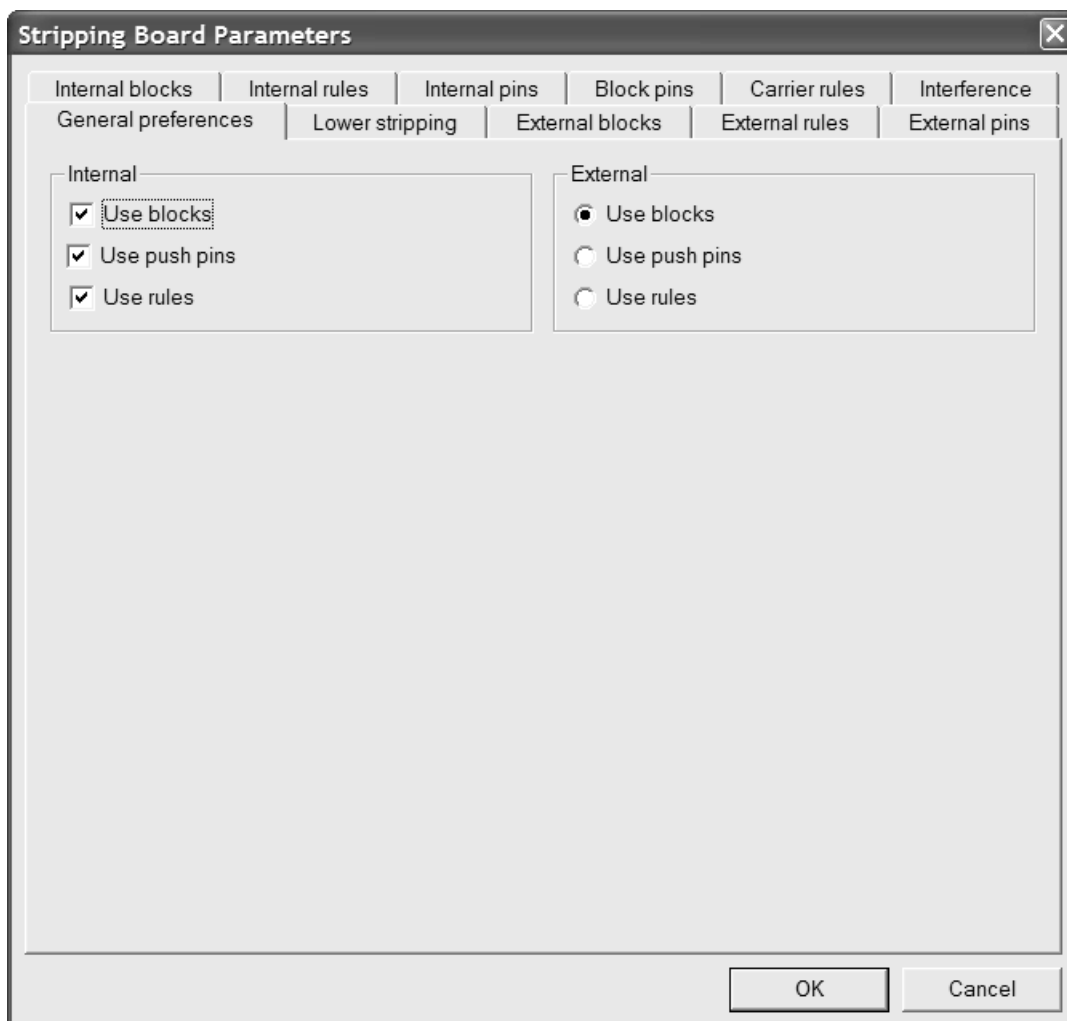 Stripping Board Parameters
Internal blocks Internal rules Internal pins Block pins Carrier rules Interference
General preferences Lower stripping External blocks External rules External pins
Internal
Use blocks
Use push pins
Use rules
External
Use blocks
Use push pins
Use rules
OK Cancel